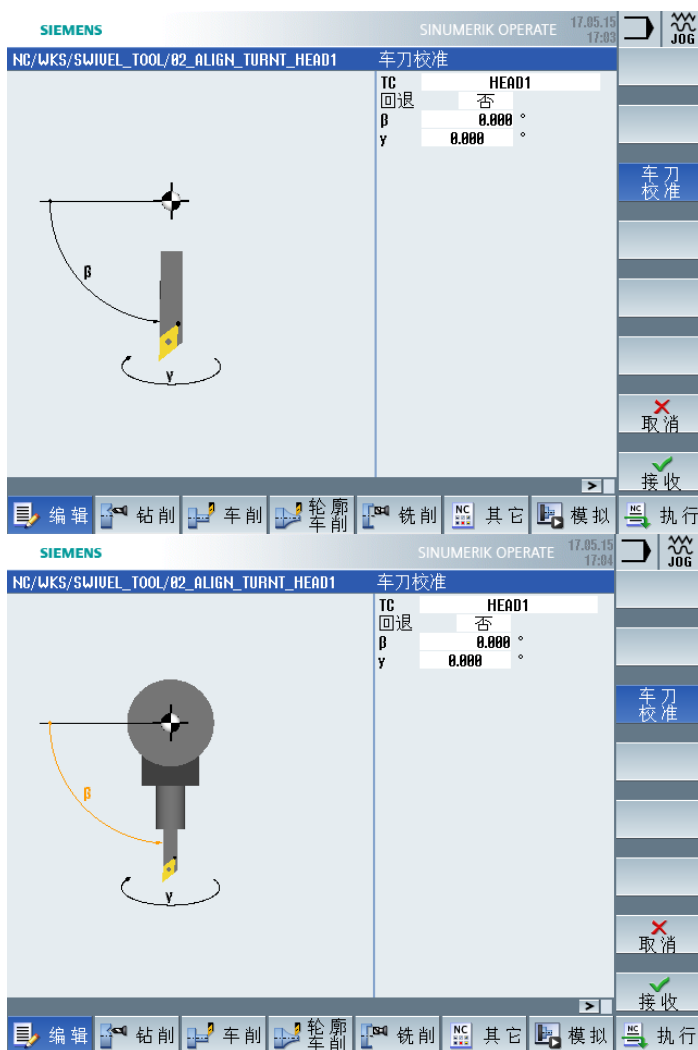 SIEMENS
SINUMERIK OPERATE
17.05.15
17:03
JOG
NC/WKS/SWIVEL_TOOL/02_ALIGN_TURNT_HEAD1
车刀校准
TC HEAD1
回退 否
β 0.000 °
γ 0.000 °
β
γ
车刀
校准
取消
接收
编辑
钻削
车削
轮廓
车削
铣削
NC
其它
模拟
NC
执行
SIEMENS
SINUMERIK OPERATE
17.05.15
17:04
JOG
NC/WKS/SWIVEL_TOOL/02_ALIGN_TURNT_HEAD1
车刀校准
TC HEAD1
回退 否
β 0.000 °
γ 0.000 °
β
γ
车刀
校准
取消
接收
编辑
钻削
车削
轮廓
车削
铣削
NC
其它
模拟
NC
执行